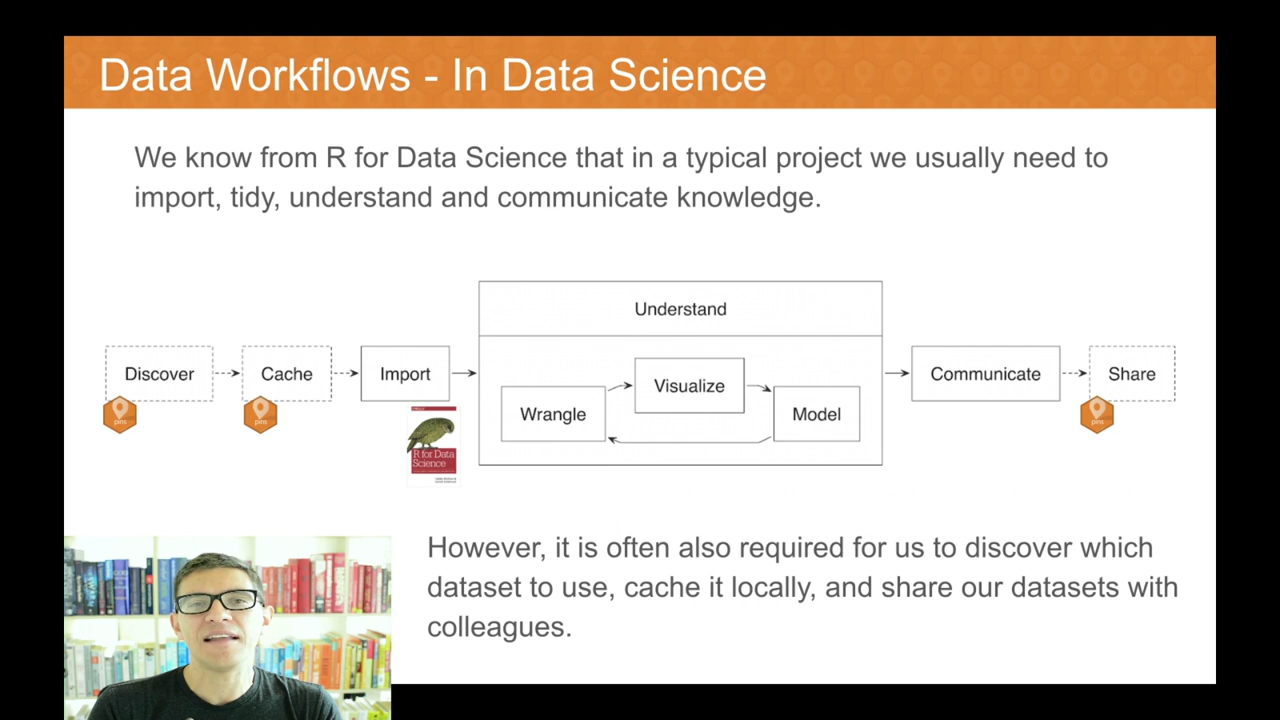 Data Workflows - In Data Science
We know from R for Data Science that in a typical project we usually need to
import, tidy, understand and communicate knowledge.
Understand
Discover
Cache
Import
Wrangle
Visualize
Model
Communicate
Share
pins
pins
pins
R for Data
Science
However, it is often also required for us to discover which
dataset to use, cache it locally, and share our datasets with
colleagues.